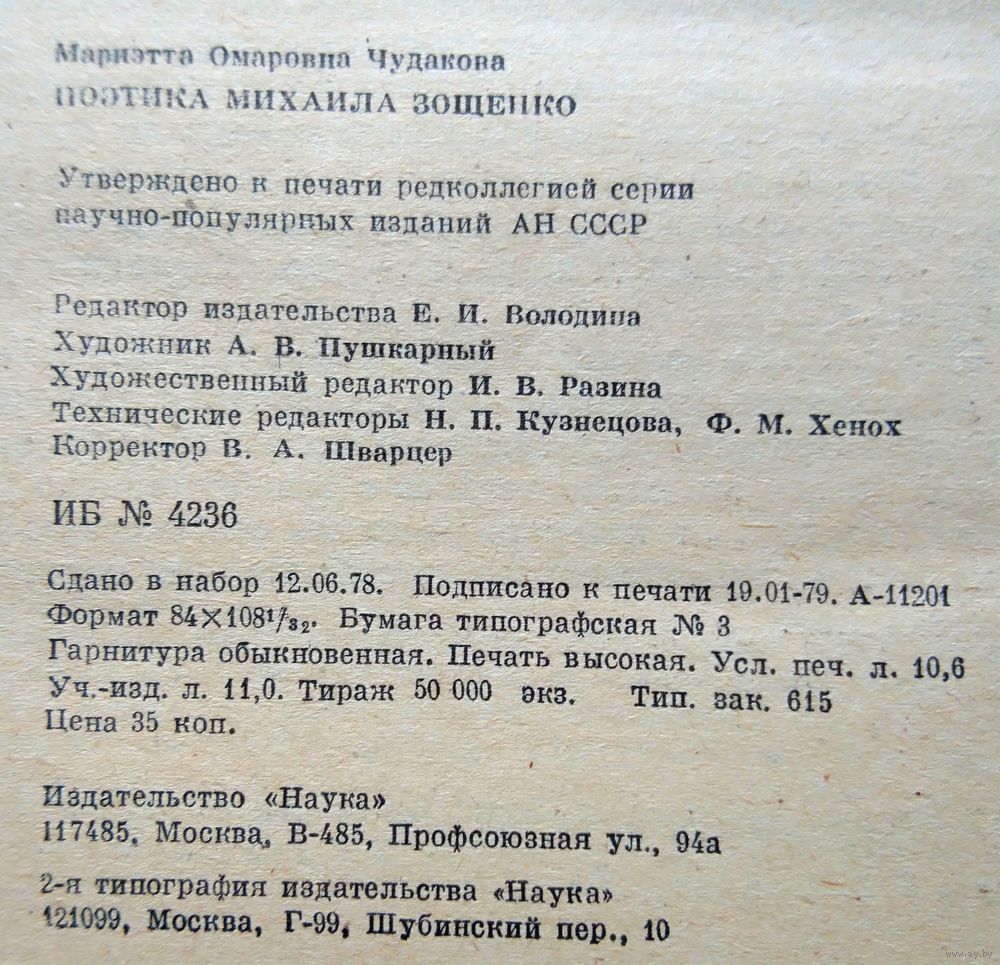 Мариэтта Омаровна Чудакова
ПОЭТИКА МИХАИЛА ЗОЩЕНКО
Утверждено к печати редколлегией серии
научно-популярных изданий АН СССР
Редактор издательства Е. И. Володина
Художник А. В. Пушкарный
Художественный редактор И. В. Разина
Технические редакторы Н. П. Кузнецова, Ф. М. Хенох
Корректор В. А. Шварцер
ИБ № 4236
Сдано в набор 12.06.78. Подписано к печати 19.01-79. А-11201
Формат 84×108¹/₃₂. Бумага типографская № 3
Гарнитура обыкновенная. Печать высокая. Усл. печ. л. 10,6
Уч.-изд. л. 11,0. Тираж 50 000 экз. Тип. зак. 615
Цена 35 коп.
Издательство «Наука»
117485, Москва, В-485, Профсоюзная ул., 94а
2-я типография издательства «Наука»
121099, Москва, Г-99, Шубинский пер., 10
www.ay.by